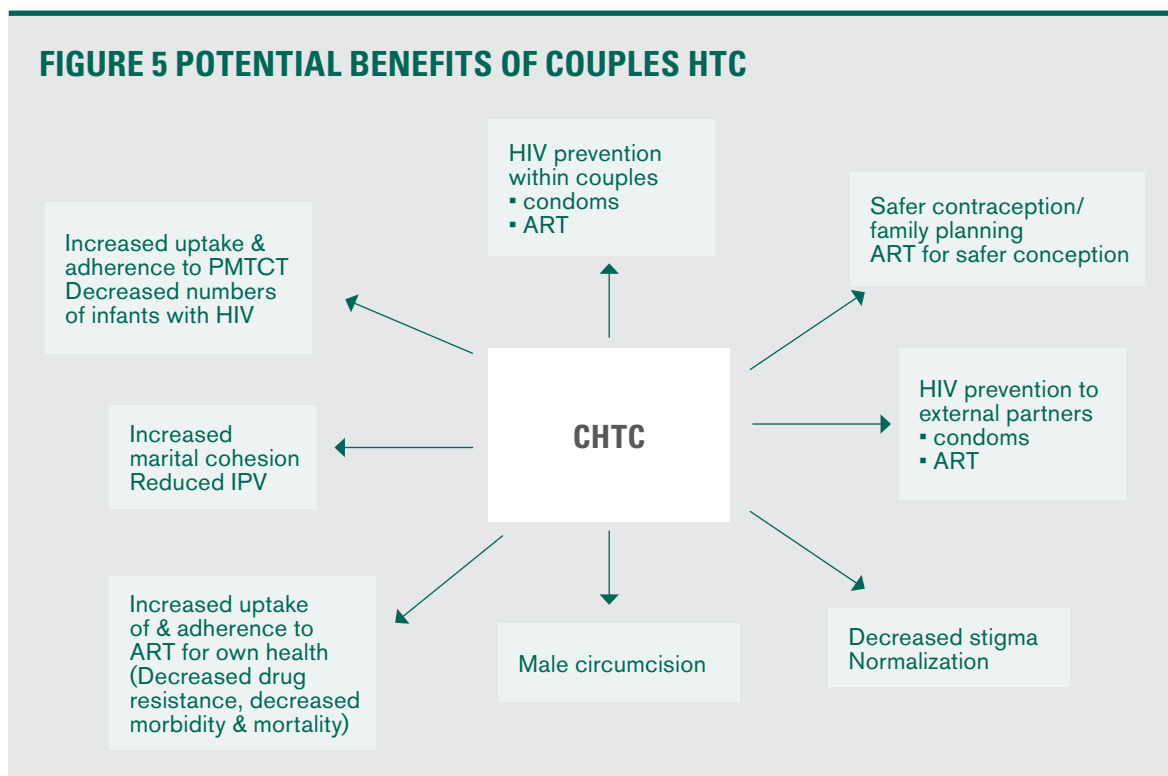 FIGURE 5 POTENTIAL BENEFITS OF COUPLES HTC
HIV prevention
within couples
▪ condoms
▪ ART
Safer contraception/
family planning
ART for safer conception
Increased uptake &
adherence to PMTCT
Decreased numbers
of infants with HIV
HIV prevention to
external partners
▪ condoms
▪ ART
CHTC
Increased
marital cohesion
Reduced IPV
Increased uptake
of & adherence to
ART for own health
(Decreased drug
resistance, decreased
morbidity & mortality)
Male circumcision
Decreased stigma
Normalization